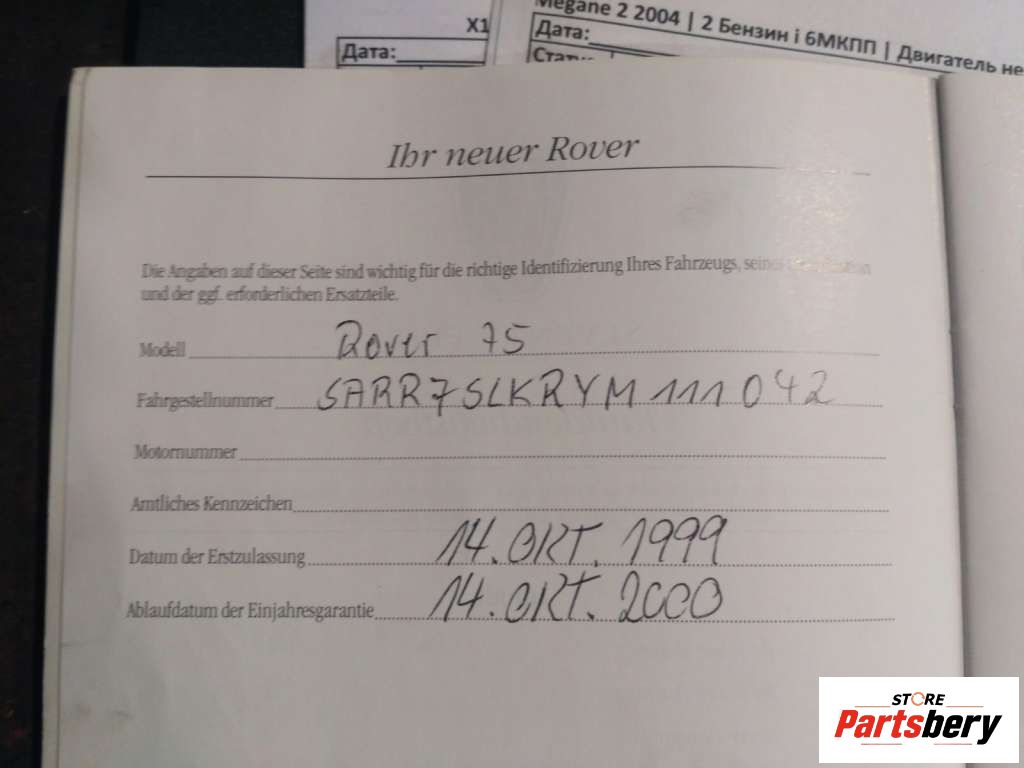 Megane 2 2004 | 2 Бензин і 6МКПП | Двигатель не
X1
Дата:
Дата:
Ihr neuer Rover
Die Angaben auf dieser Seite sind wichtig für die richtige Identifizierung Ihres Fahrzeugs,
und der ggf. erforderlichen Ersatzteile.
Modell Rover 75
Fahrgestellnummer SARR7SLKRYM111042
Motornummer
Amtliches Kennzeichen
Datum der Erstzulassung 14. OKT. 1999
Ablaufdatum der Einjahresgarantie 14. OKT. 2000
STORE
Partsbery